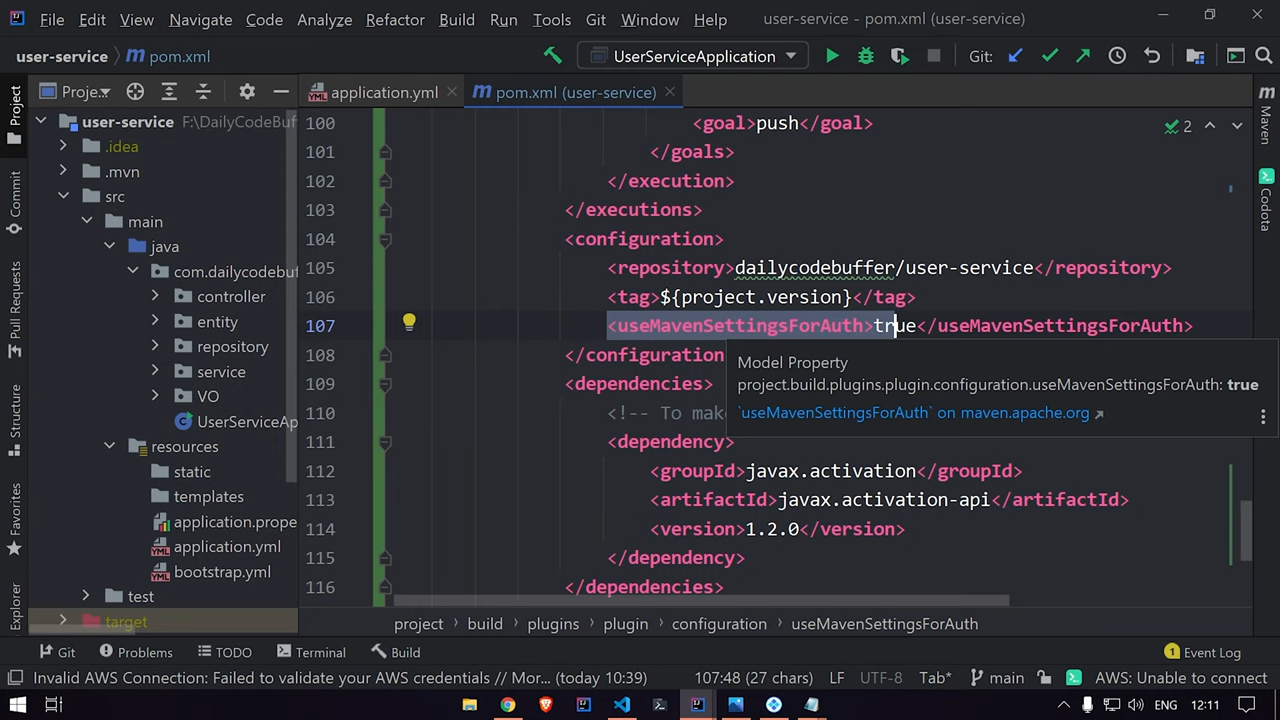 File Edit View Navigate Code Analyze Refactor Build Run Tools Git Window Help user-service - pom.xml (user-service)
user-service pom.xml UserServiceApplication Git:
Proje... application.yml pom.xml (user-service)
Project
Commit
Pull Requests
Structure
Favorites
Explorer
user-service F:\DailyCodeBuf
.idea
.mvn
src
main
java
com.dailycodebuf
controller
entity
repository
service
VO
UserServiceAp
resources
static
templates
application.prope
application.yml
bootstrap.yml
test
target
100 <goal>push</goal>
101 </goals>
102 </execution>
103 </executions>
104 <configuration>
105 <repository>dailycodebuffer/user-service</repository>
106 <tag>${project.version}</tag>
107 <useMavenSettingsForAuth>true</useMavenSettingsForAuth>
108 </configuration
109 <dependencies>
110 <!-- To make
111 <dependency>
112 <groupId>javax.activation</groupId>
113 <artifactId>javax.activation-api</artifactId>
114 <version>1.2.0</version>
115 </dependency>
116 </dependencies>
2
Model Property
project.build.plugins.plugin.configuration.useMavenSettingsForAuth: true
`useMavenSettingsForAuth` on maven.apache.org
Maven
Codota
project build plugins plugin configuration useMavenSettingsForAuth
Git Problems TODO Terminal Build 1 Event Log
Invalid AWS Connection: Failed to validate your AWS credentials // Mor... (today 10:39) 107:48 (27 chars) LF UTF-8 Tab* main AWS: Unable to connect
ENG 12:11